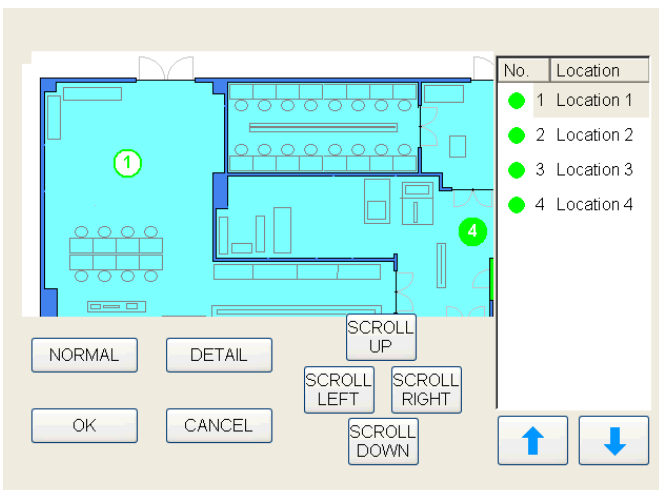 No. Location
1 Location 1
2 Location 2
3 Location 3
4 Location 4
1
4
NORMAL
DETAIL
OK
CANCEL
SCROLL
UP
SCROLL
LEFT
SCROLL
RIGHT
SCROLL
DOWN